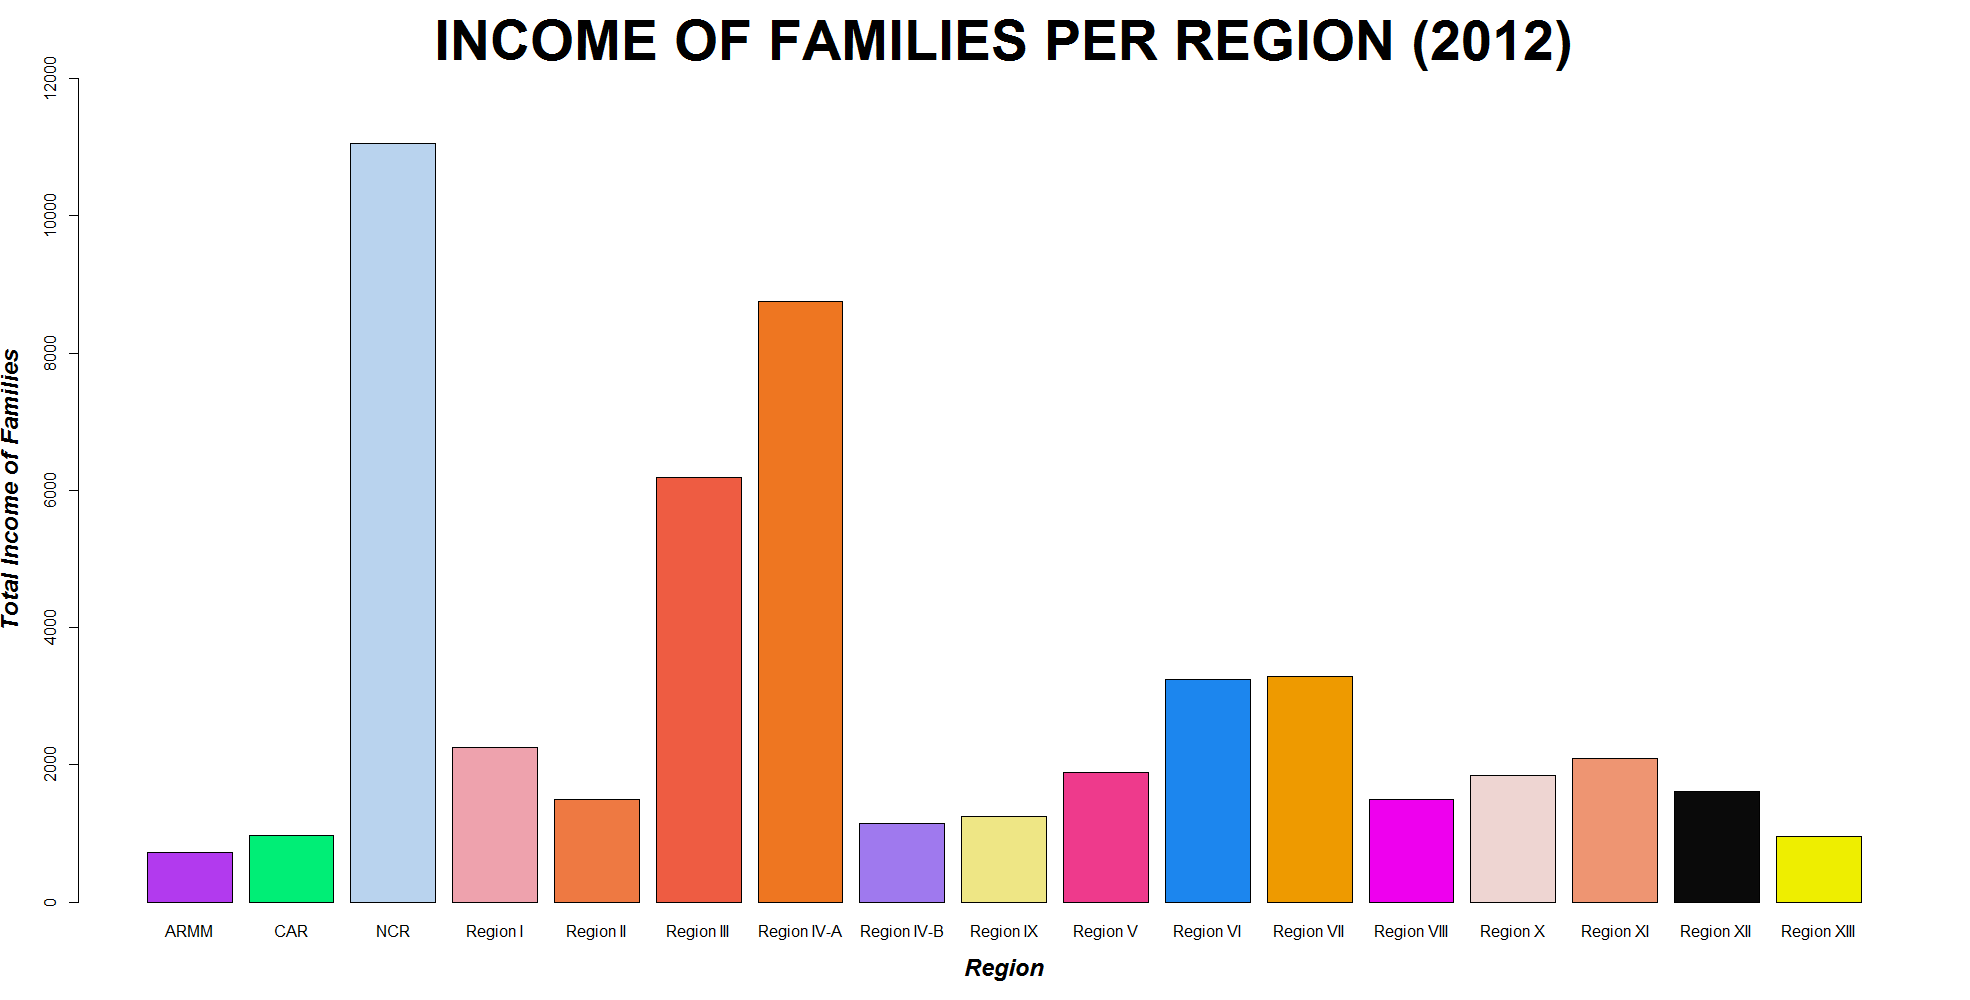 INCOME OF FAMILIES PER REGION (2012)
Total Income of Families
12000
10000
8000
6000
4000
2000
0
ARMM CAR NCR Region I Region II Region III Region IV-A Region IV-B Region IX Region V Region VI Region VII Region VIII Region X Region XI Region XII Region XIII
Region